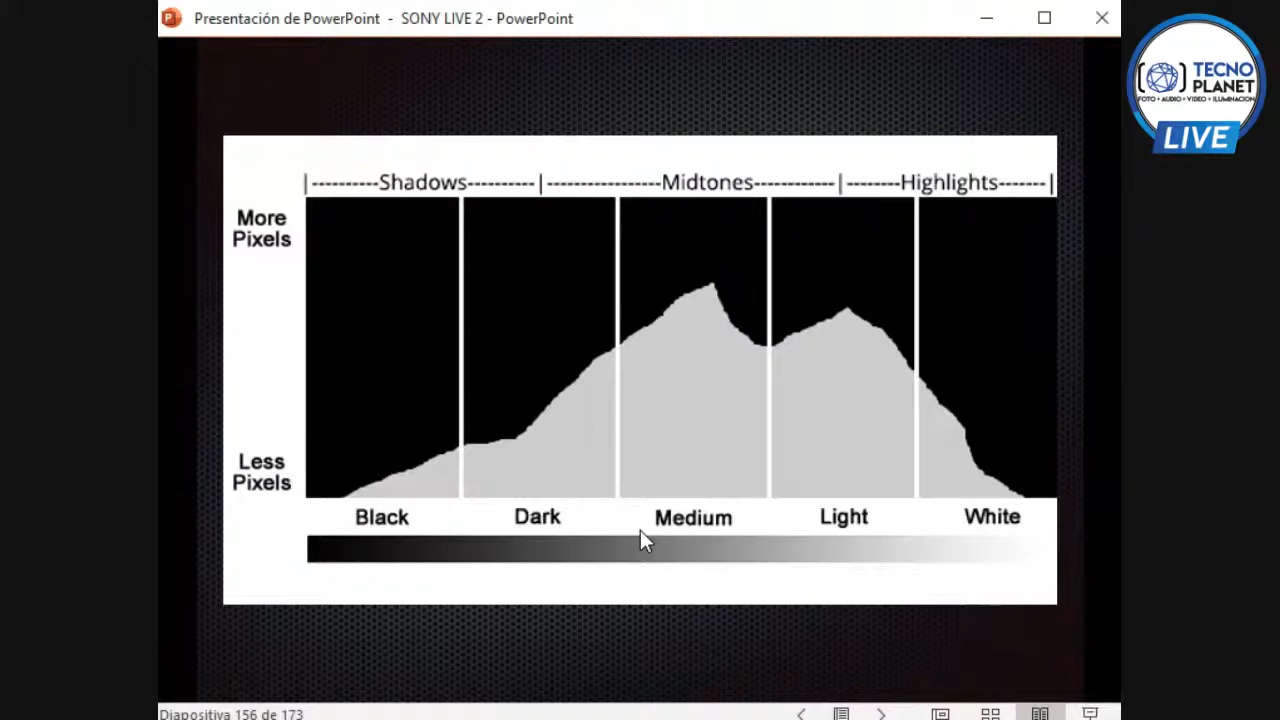 Presentación de PowerPoint - SONY LIVE 2 - PowerPoint
TECNO
PLANET
FOTO + AUDIO + VIDEO + ILUMINACION
LIVE
|----------Shadows----------|-----------------Midtones------------|--------Highlights-------|
More
Pixels
Less
Pixels
Black Dark Medium Light White
Diapositiva 156 de 173